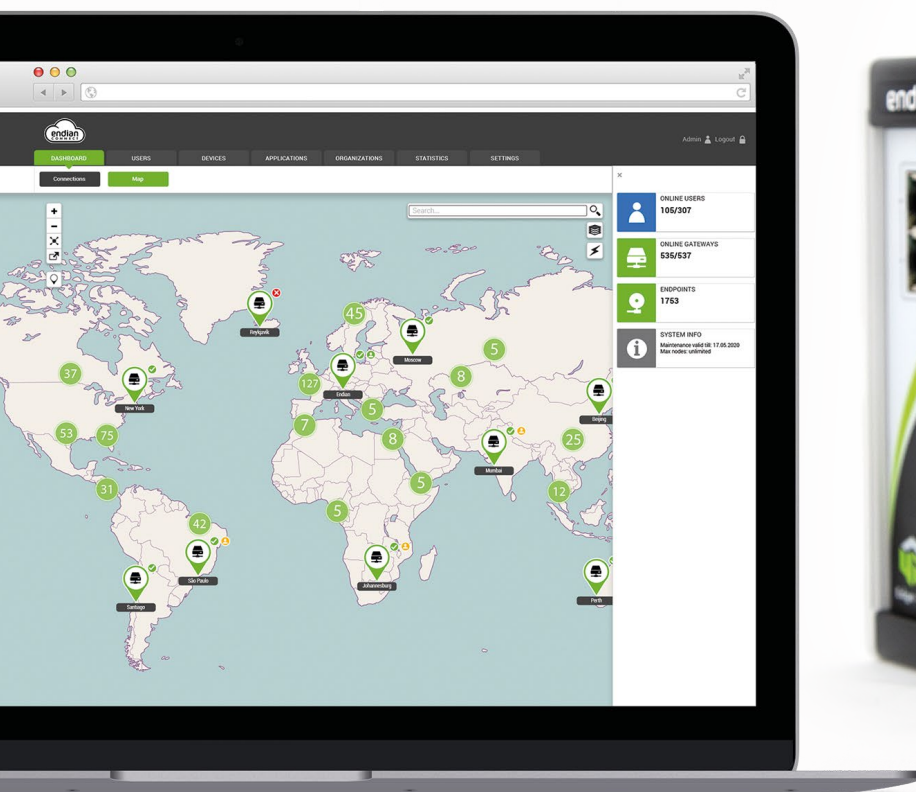 endian
CONNECT
Admin Logout
DASHBOARD USERS DEVICES APPLICATIONS ORGANIZATIONS STATISTICS SETTINGS
Connections Map
Search...
ONLINE USERS
105/307
ONLINE GATEWAYS
535/537
ENDPOINTS
1753
SYSTEM INFO
Maintenance valid till: 17.05.2020
Max nodes: unlimited
Reykjavik
45
Moscow
5
37
New York
127
Endian
8
5
Beijing
53
75
7
8
Mumbai
25
31
5
12
42
5
São Paulo
Johannesburg
Santiago
Perth